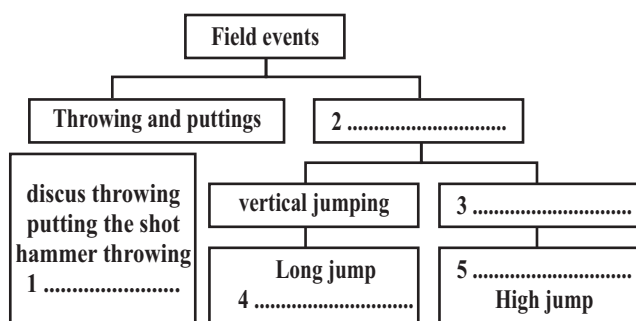 Field events
Throwing and puttings
2 ..............................
discus throwing
putting the shot
hammer throwing
1 .........................
vertical jumping
3 ..............................
Long jump
4 .............................
5 ..............................
High jump